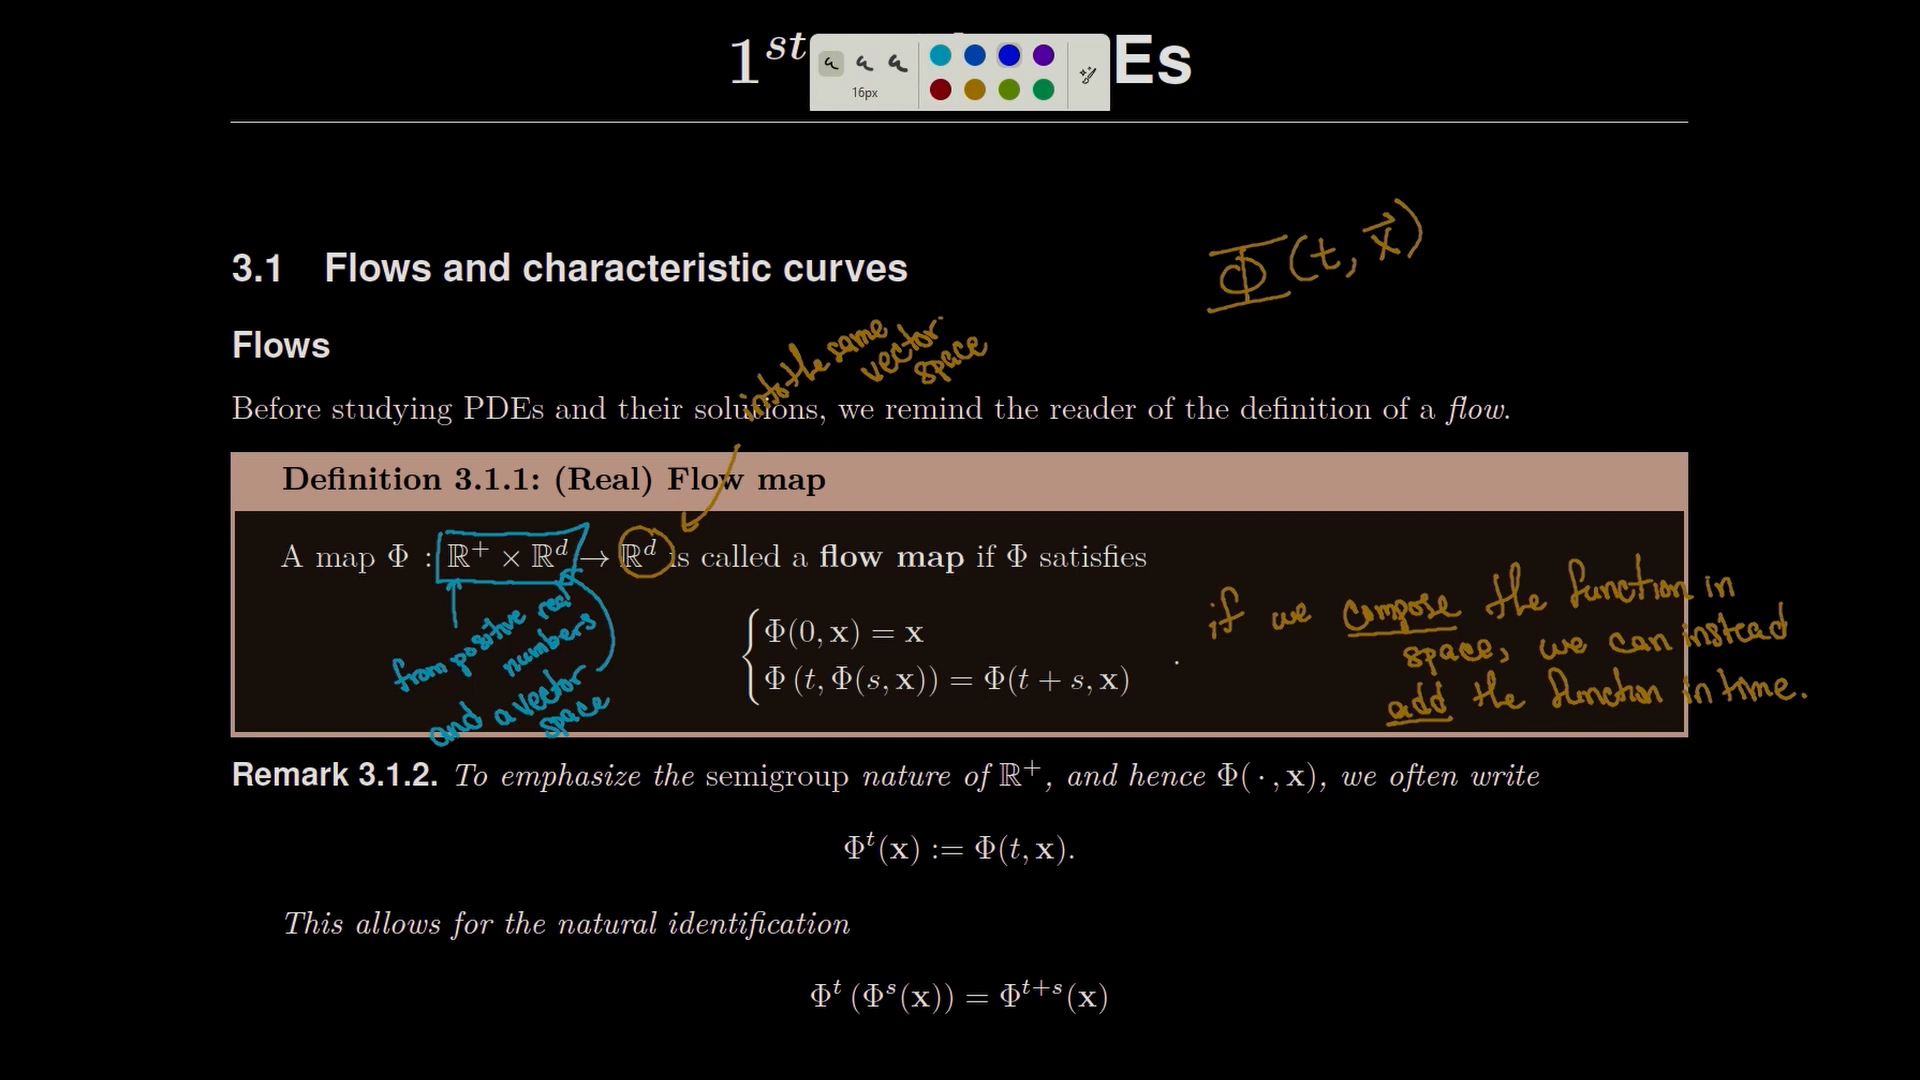 1st Es
16px
3.1 Flows and characteristic curves
Φ(t, x⃗)
Flows
into the same
vector
space
Before studying PDEs and their solutions, we remind the reader of the definition of a flow.
Definition 3.1.1: (Real) Flow map
A map Φ : ℝ⁺ × ℝᵈ → ℝᵈ is called a flow map if Φ satisfies
from positive real
numbers
and a vector
space
Φ(0, x) = x
Φ (t, Φ(s, x)) = Φ(t + s, x) .
if we compose the function in
space, we can instead
add the function in time.
Remark 3.1.2. To emphasize the semigroup nature of ℝ⁺, and hence Φ( · , x), we often write
Φᵗ(x) := Φ(t, x).
This allows for the natural identification
Φᵗ (Φˢ(x)) = Φᵗ⁺ˢ(x)